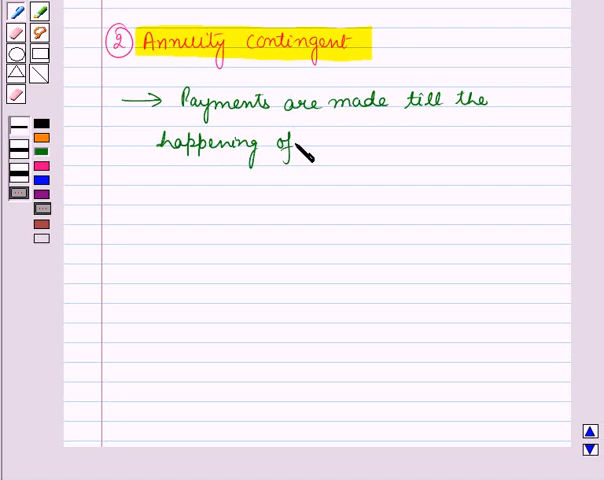 ② Annuity Contingent
→ Payments are made till the
happening of